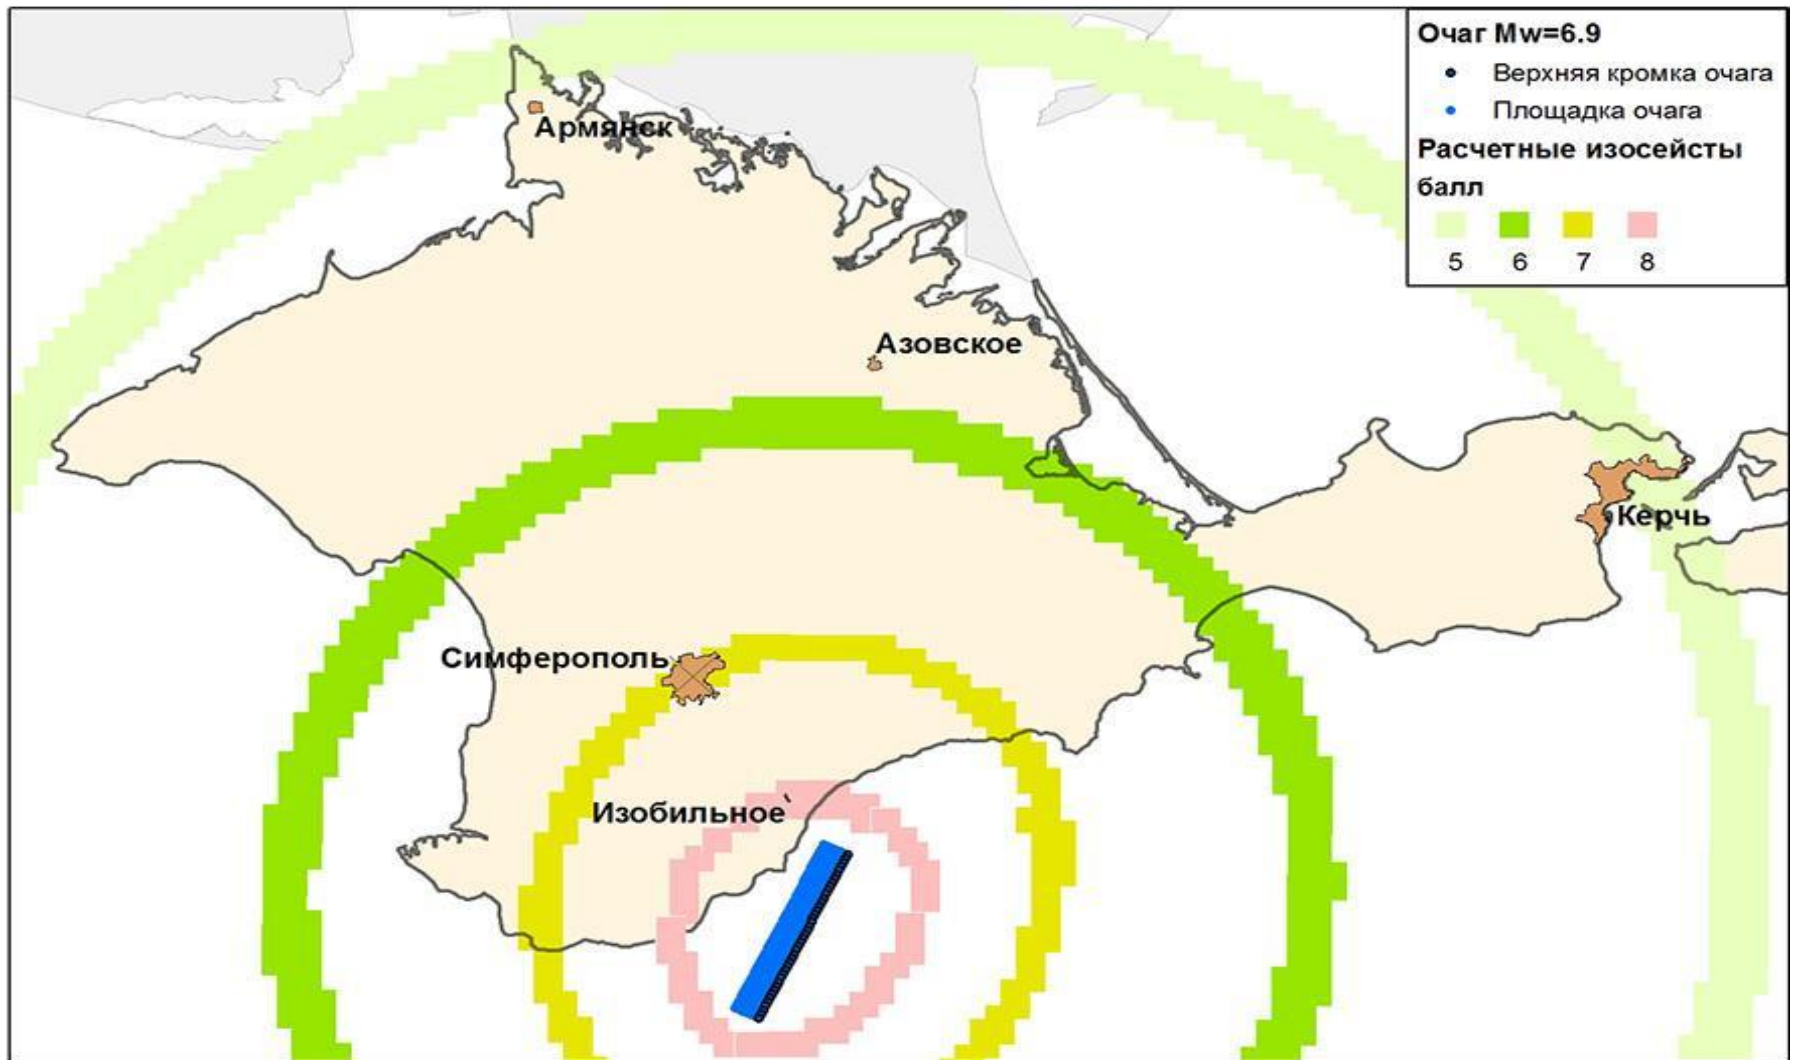 Очаг Mw=6.9
Верхняя кромка очага
Площадка очага
Расчетные изосейсты
балл
5 6 7 8
Армянск
Азовское
Керчь
Симферополь
Изобильное